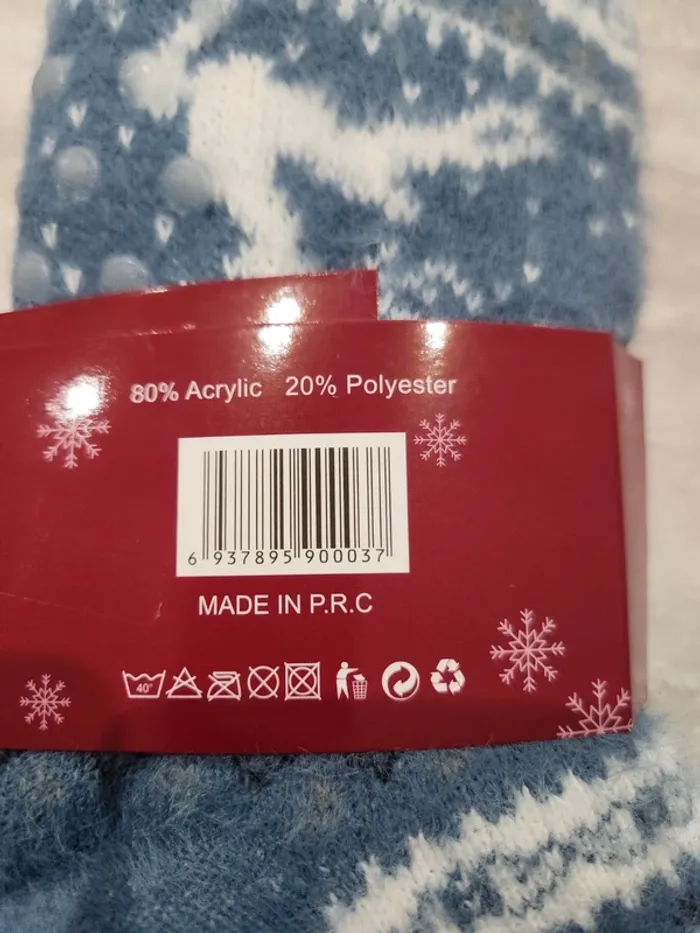 80% Acrylic 20% Polyester
6 937895 900037
MADE IN P.R.C
40°